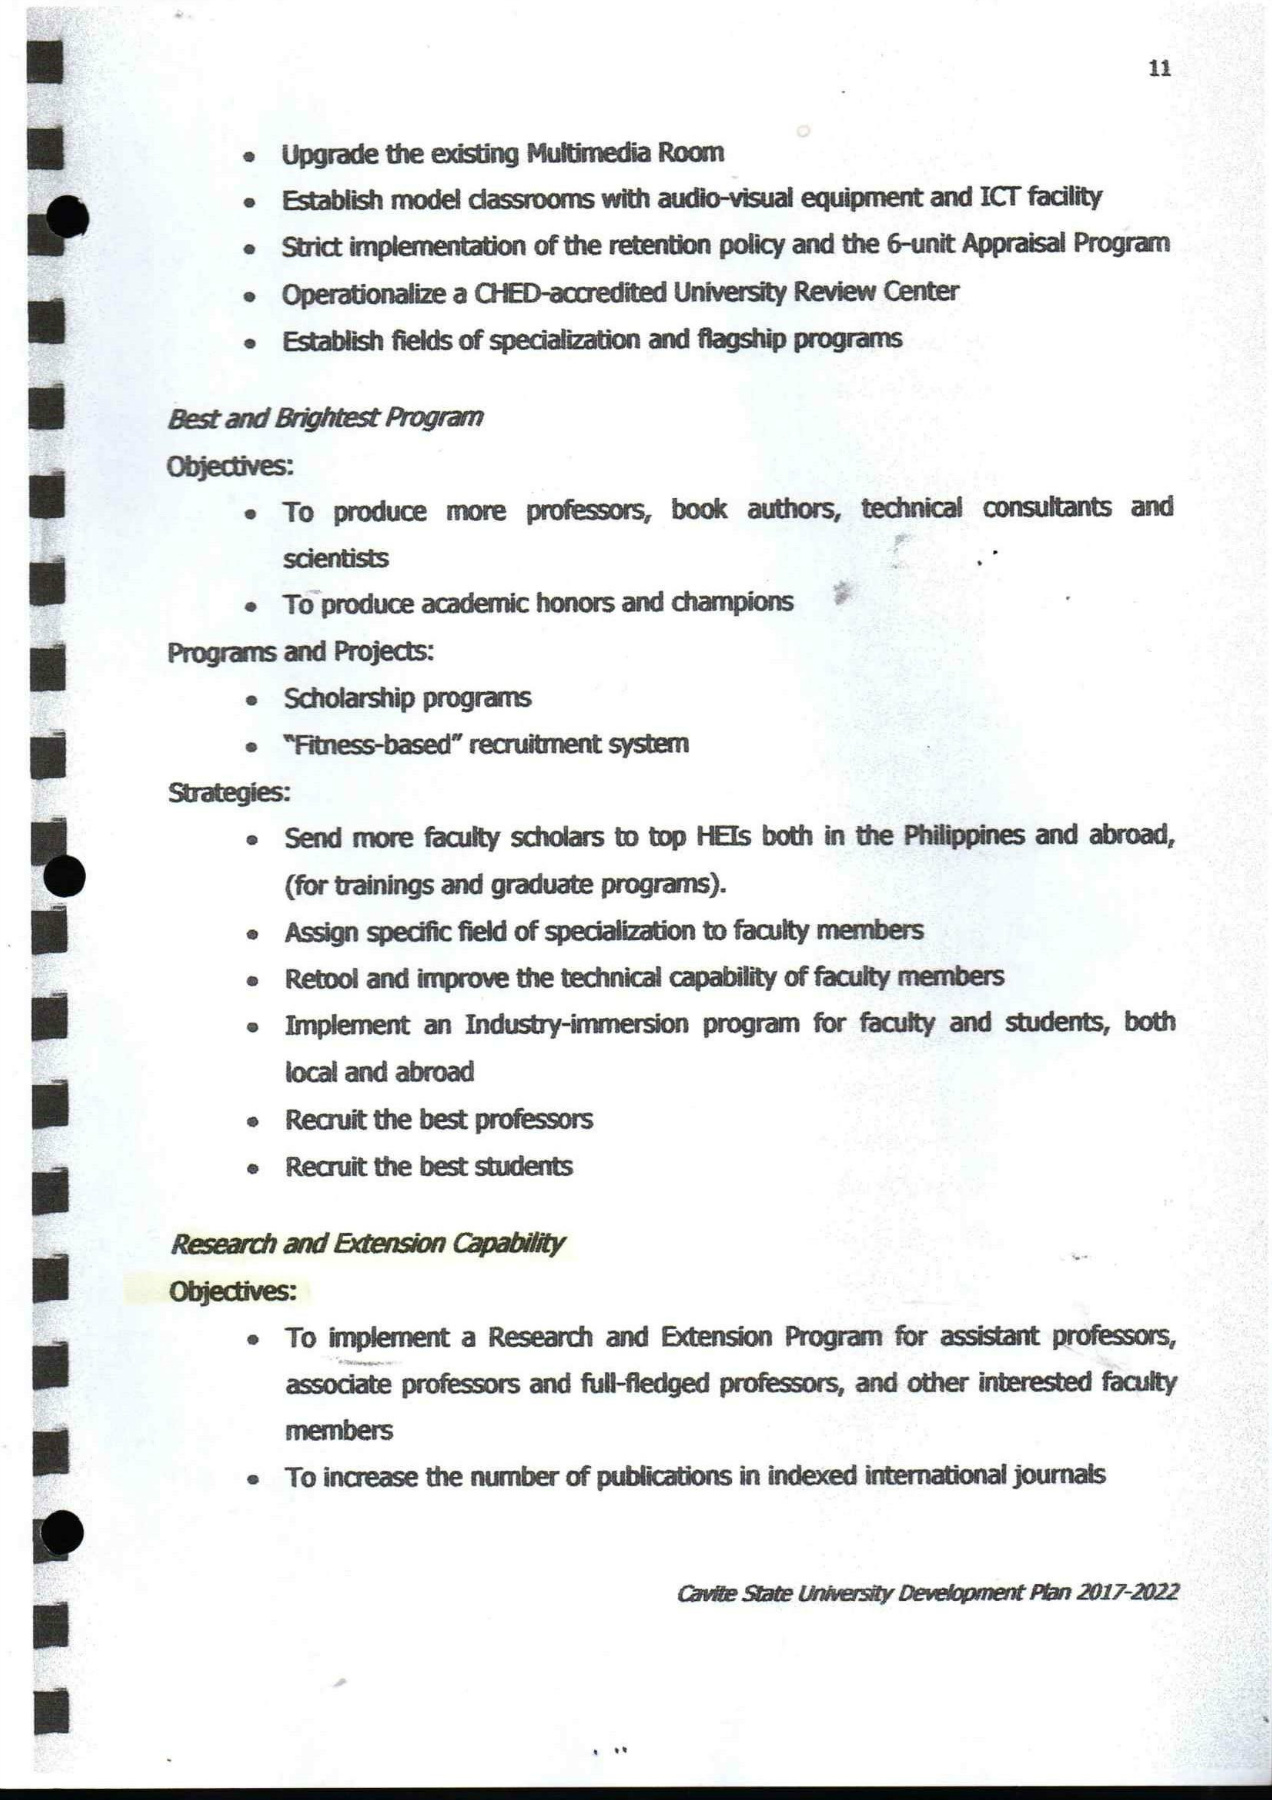 11
• Upgrade the existing Multimedia Room
• Establish model classrooms with audio-visual equipment and ICT facility
• Strict implementation of the retention policy and the 6-unit Appraisal Program
• Operationalize a CHED-accredited University Review Center
• Establish fields of specialization and flagship programs
Best and Brightest Program
Objectives:
• To produce more professors, book authors, technical consultants and
scientists
• To produce academic honors and champions
Programs and Projects:
• Scholarship programs
• “Fitness-based” recruitment system
Strategies:
• Send more faculty scholars to top HEIs both in the Philippines and abroad,
(for trainings and graduate programs).
• Assign specific field of specialization to faculty members
• Retool and improve the technical capability of faculty members
• Implement an Industry-immersion program for faculty and students, both
local and abroad
• Recruit the best professors
• Recruit the best students
Research and Extension Capability
Objectives:
• To implement a Research and Extension Program for assistant professors,
associate professors and full-fledged professors, and other interested faculty
members
• To increase the number of publications in indexed international journals
Cavite State University Development Plan 2017-2022